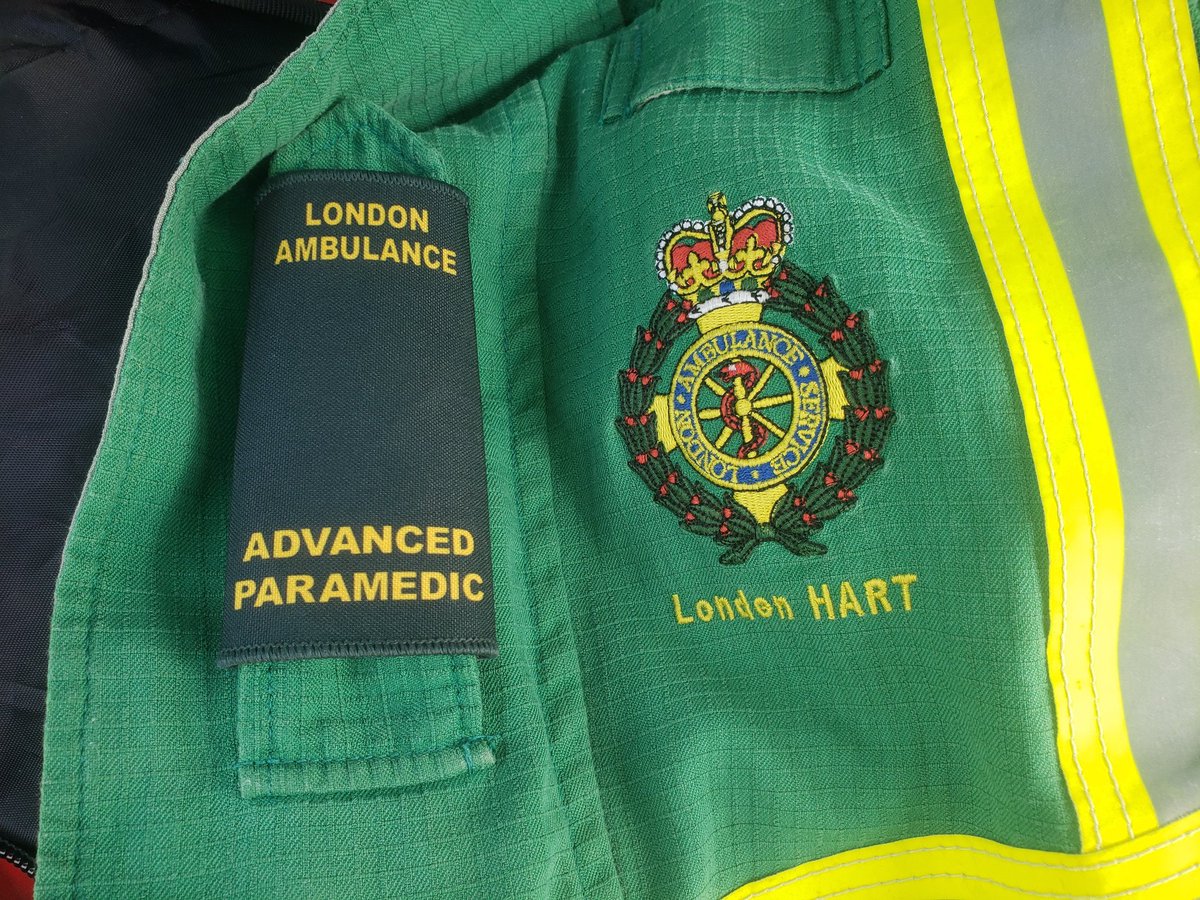 LONDON
AMBULANCE
ADVANCED
PARAMEDIC
LONDON · AMBULANCE · SERVICE ·
London HART